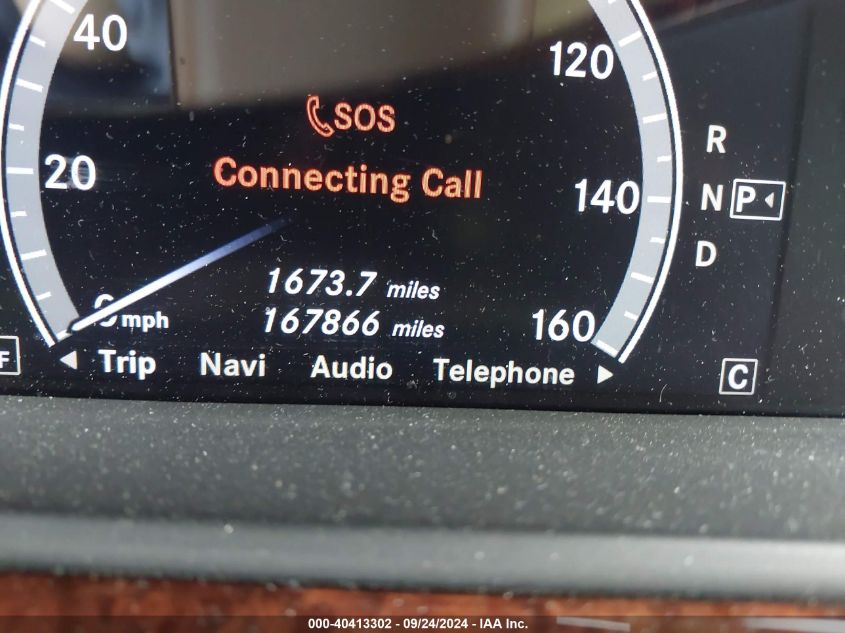 40
120
SOS
R
20
Connecting Call
140
N P
D
1673.7 miles
0 mph
167866 miles
160
F
Trip Navi Audio Telephone
C
000-40413302 - 09/24/2024 - IAA Inc.